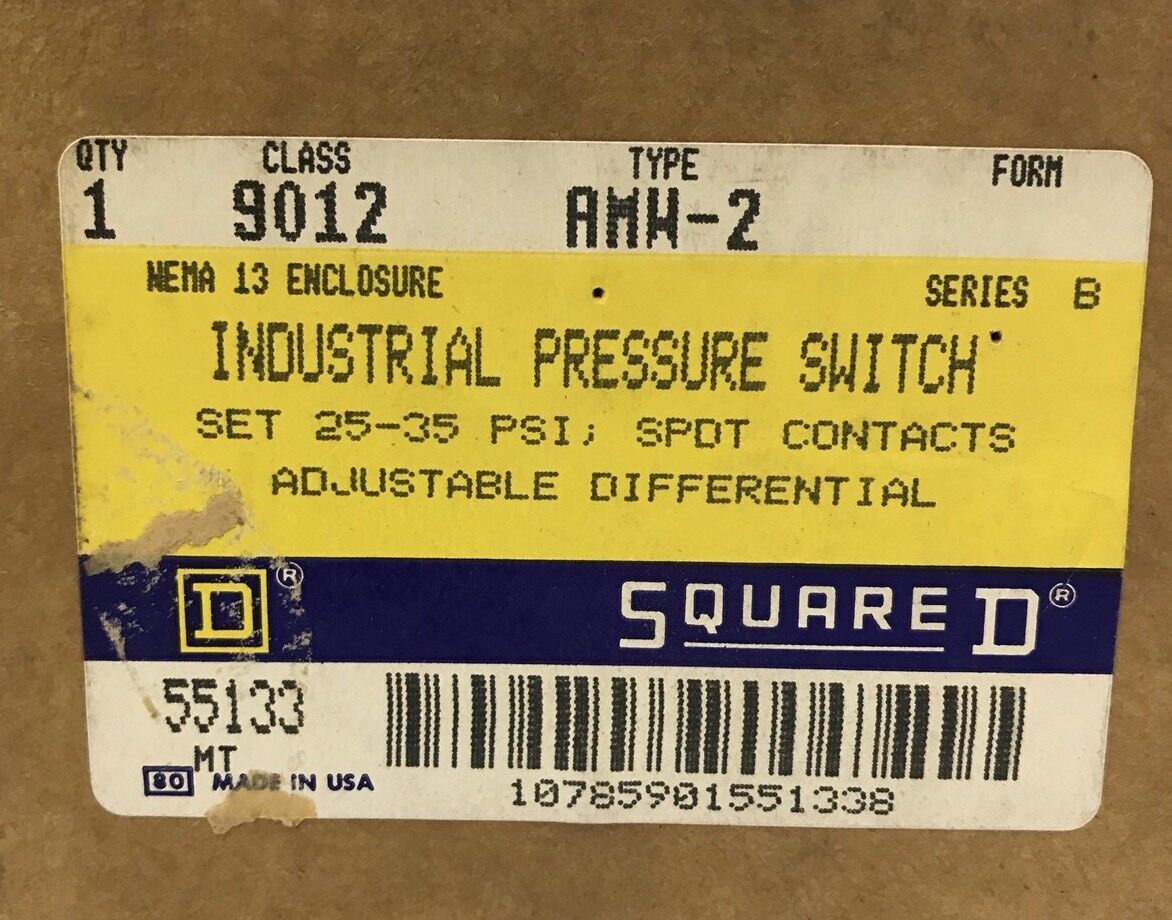 QTY CLASS TYPE FORM
1 9012 AMW-2
NEMA 13 ENCLOSURE SERIES B
INDUSTRIAL PRESSURE SWITCH
SET 25-35 PSI; SPDT CONTACTS
ADJUSTABLE DIFFERENTIAL
D® SQUARE D®
55133
MT
80 MADE IN USA
10785901551338